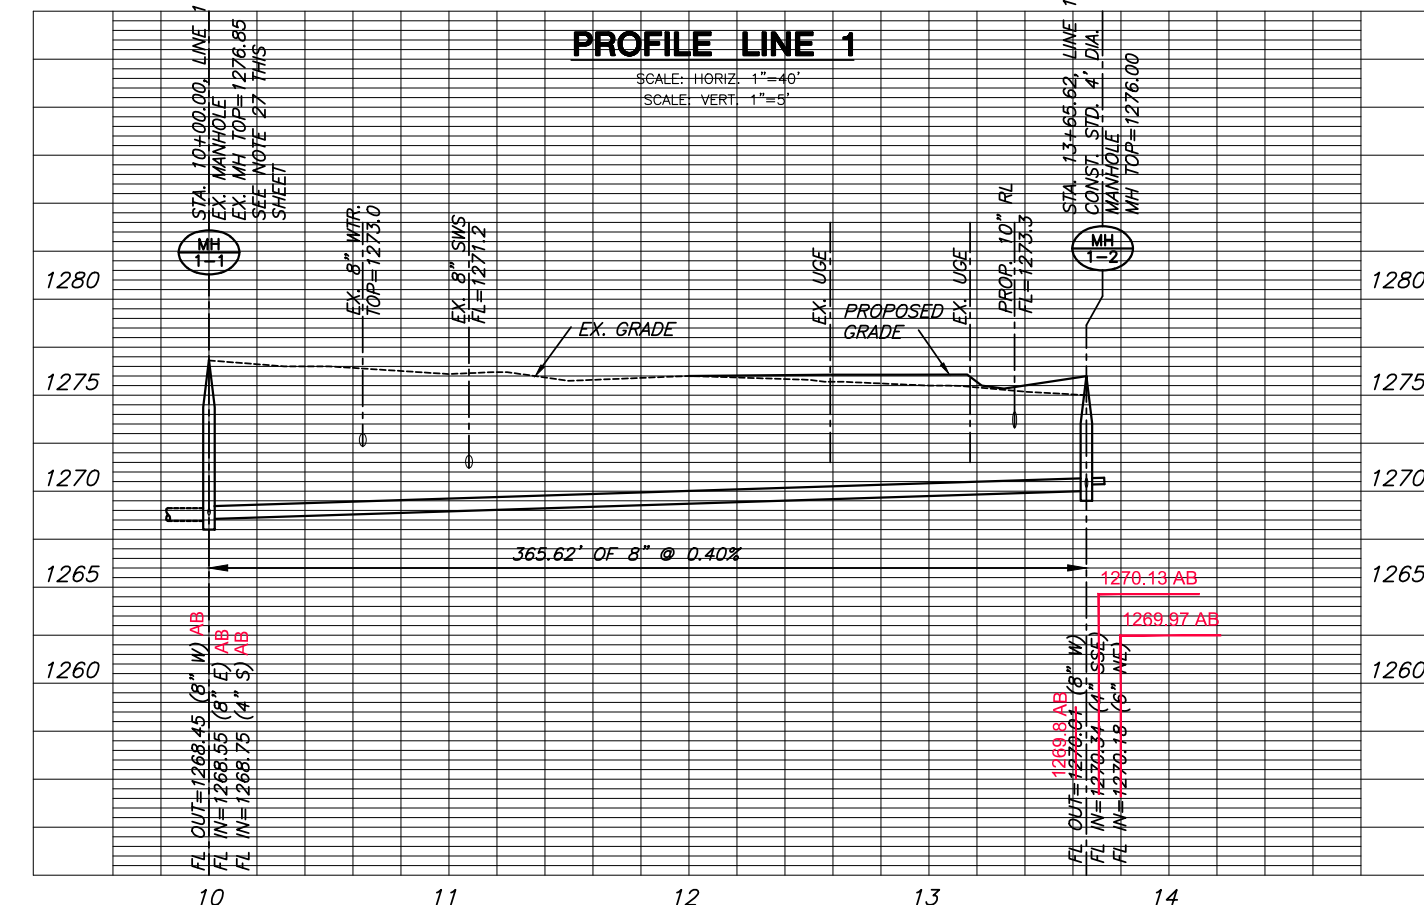 PROFILE LINE 1
SCALE: HORIZ. 1"=40'
SCALE: VERT. 1"=5'
STA. 10+00.00, LINE 1
EX. MANHOLE
EX. MH TOP=1276.85
SEE NOTE 27 THIS
SHEET
MH
1-1
EX. 8" WTR.
TOP=1273.0
EX. 8" SWS
FL=1271.2
EX. GRADE
EX. UGE
PROPOSED
GRADE
EX. UGE
PROP. 10" RL
FL=1273.3
STA. 13+65.62, LINE 1
CONST. STD. 4' DIA.
MANHOLE
MH TOP=1276.00
MH
1-2
1280
1280
1275
1275
1270
1270
1265
1265
1260
1260
365.62' OF 8" @ 0.40%
FL OUT=1268.45 (8" W) AB
FL IN=1268.55 (8" E) AB
FL IN=1268.75 (4" S) AB
1270.13 AB
1269.97 AB
1269.8 AB
FL OUT=1270.01 (8" W)
FL IN=1270.34 (4" SSE)
FL IN=1270.18 (6" NE)
10
11
12
13
14